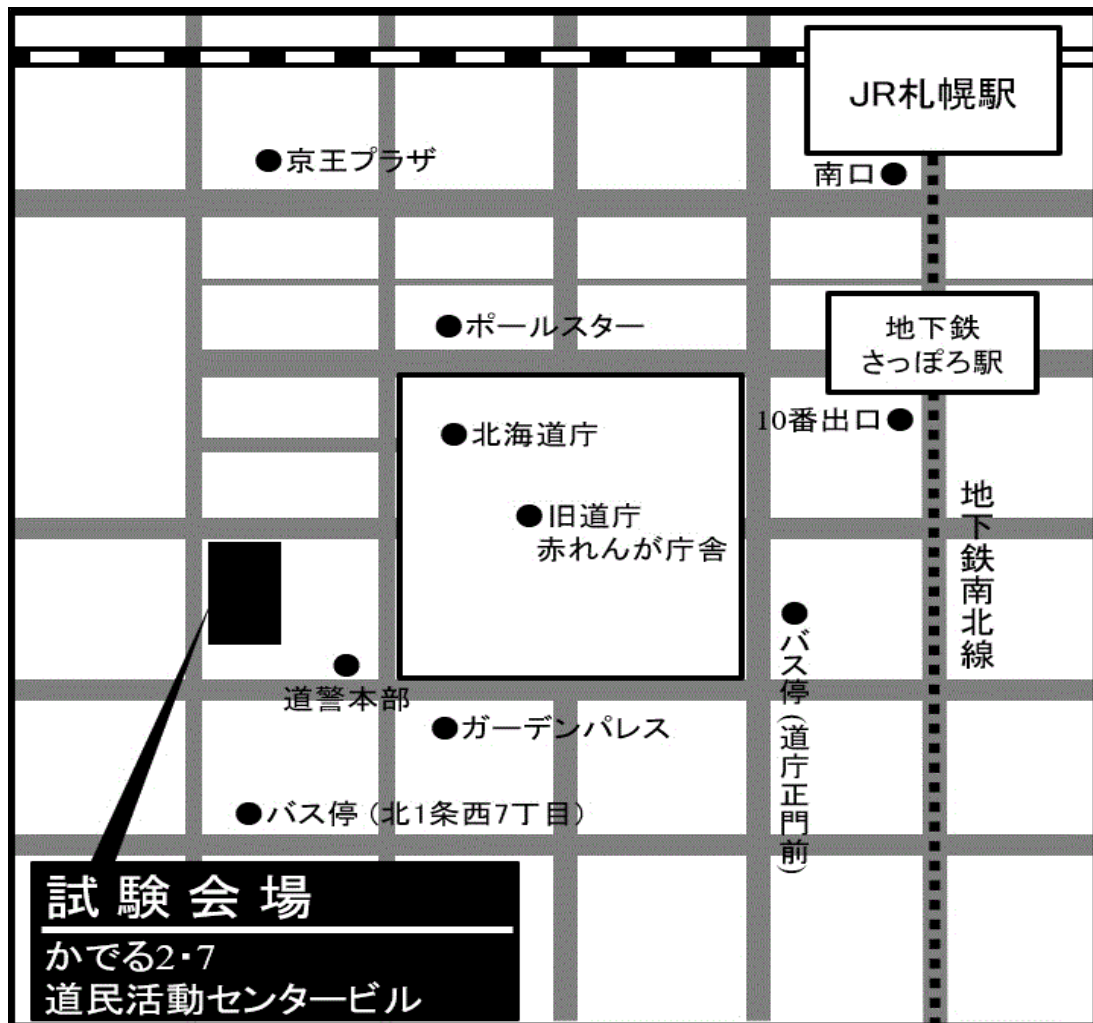 JR札幌駅
京王プラザ
南口
ポールスター
地下鉄
さっぽろ駅
10番出口
北海道庁
旧道庁
赤れんが庁舎
地下鉄南北線
バス停(道庁正門前)
道警本部
ガーデンパレス
バス停(北1条西7丁目)
試験会場
かでる2・7
道民活動センタービル